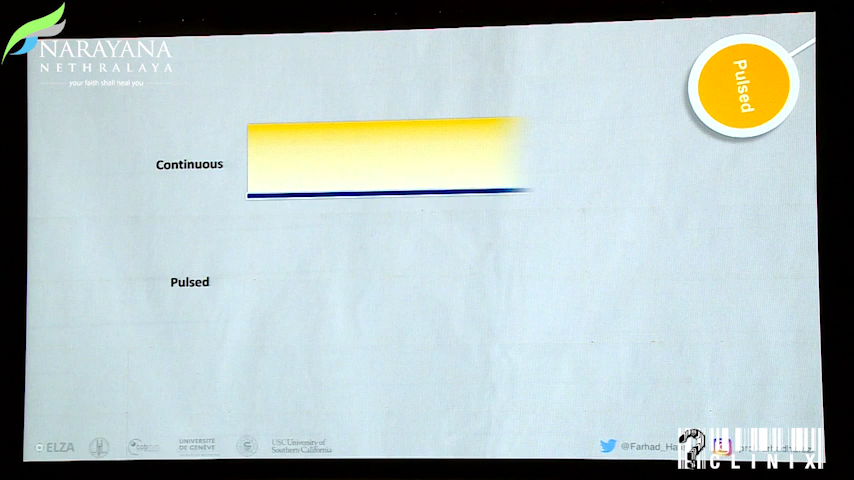 NARAYANA
NETHRALAYA
your faith shall heal you
Pulsed
Continuous
Pulsed
ELZA
UNIVERSITÉ
DE GENÈVE
USC University of
Southern California
@Farhad_Ha
CLINIX